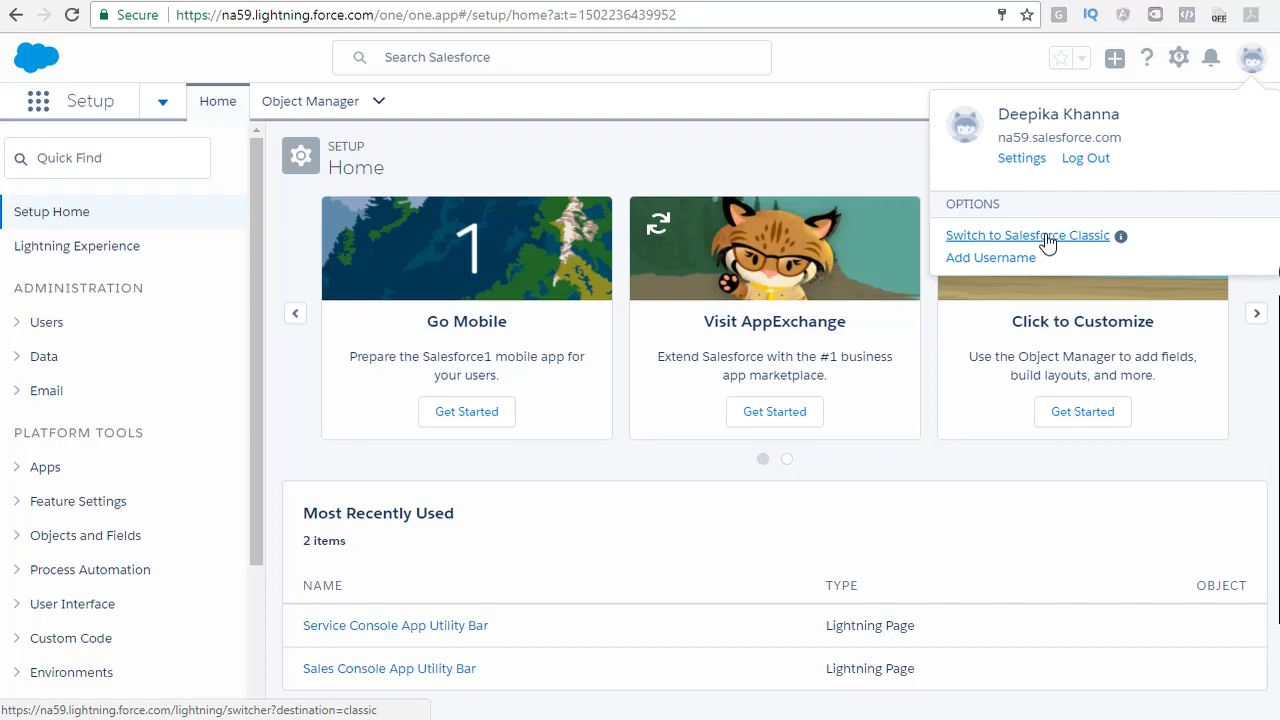 Secure https://na59.lightning.force.com/one/one.app#/setup/home?a:t=1502236439952
IQ
OFF
Search Salesforce
Setup
Home
Object Manager
Deepika Khanna
na59.salesforce.com
Settings Log Out
OPTIONS
Switch to Salesforce Classic
Add Username
Quick Find
Setup Home
Lightning Experience
ADMINISTRATION
Users
Data
Email
PLATFORM TOOLS
Apps
Feature Settings
Objects and Fields
Process Automation
User Interface
Custom Code
Environments
SETUP
Home
1
Go Mobile
Prepare the Salesforce1 mobile app for
your users.
Get Started
Visit AppExchange
Extend Salesforce with the #1 business
app marketplace.
Get Started
Click to Customize
Use the Object Manager to add fields,
build layouts, and more.
Get Started
Most Recently Used
2 items
NAME TYPE OBJECT
Service Console App Utility Bar Lightning Page
Sales Console App Utility Bar Lightning Page
https://na59.lightning.force.com/lightning/switcher?destination=classic